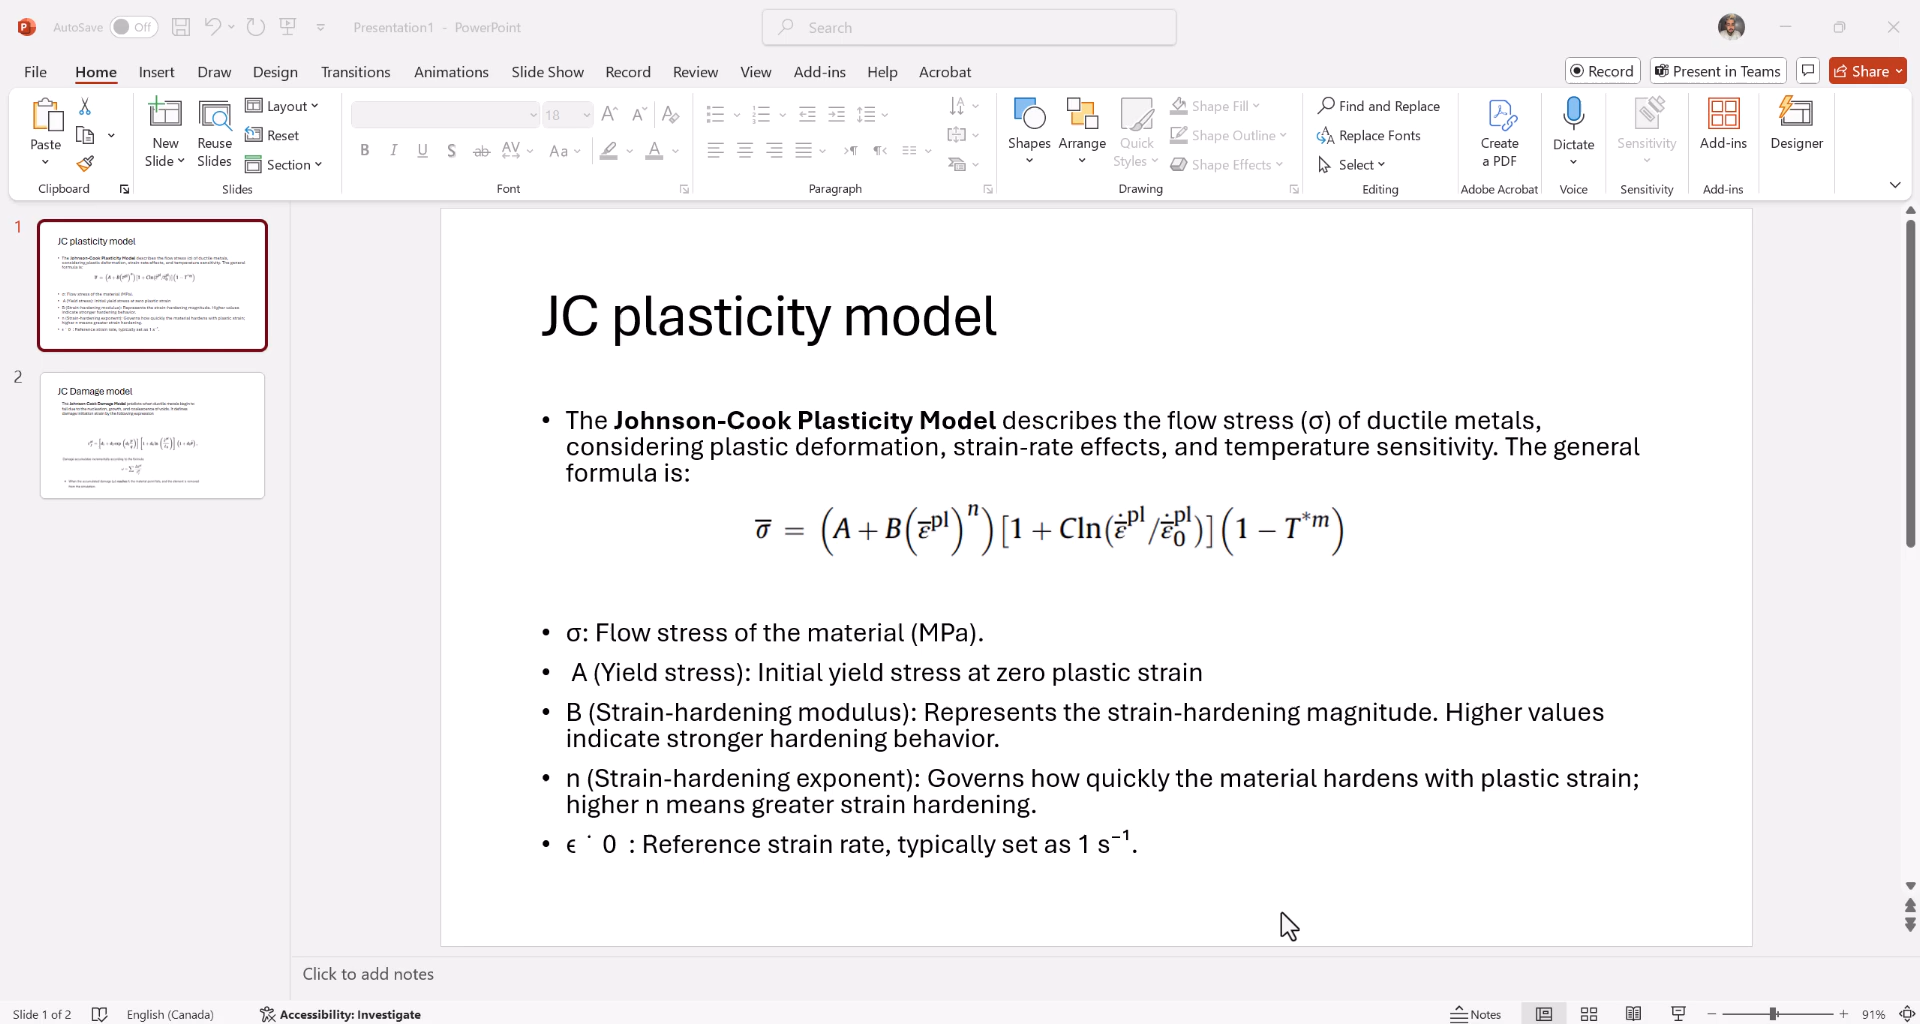 AutoSave Off Presentation1 - PowerPoint Search
File Home Insert Draw Design Transitions Animations Slide Show Record Review View Add-ins Help Acrobat Record Present in Teams Share
Paste
Clipboard
New Slide
Reuse Slides
Layout
Reset
Section
Slides
18
B I U S ab AV Aa A
Font
Paragraph
Shapes
Arrange
Quick Styles
Shape Fill
Shape Outline
Shape Effects
Drawing
Find and Replace
Replace Fonts
Select
Editing
Create a PDF
Adobe Acrobat
Dictate
Voice
Sensitivity
Sensitivity
Add-ins
Add-ins
Designer
1
JC plasticity model
2
JC Damage model
JC plasticity model
• The Johnson-Cook Plasticity Model describes the flow stress (σ) of ductile metals,
considering plastic deformation, strain-rate effects, and temperature sensitivity. The general
formula is:
σ̅ = (A + B(ε̅^pl)^n)[1 + Cln(ε̅̇^pl/ε̅̇_0^pl)](1 − T^*m)
• σ: Flow stress of the material (MPa).
• A (Yield stress): Initial yield stress at zero plastic strain
• B (Strain-hardening modulus): Represents the strain-hardening magnitude. Higher values
indicate stronger hardening behavior.
• n (Strain-hardening exponent): Governs how quickly the material hardens with plastic strain;
higher n means greater strain hardening.
• ϵ ˙ 0 : Reference strain rate, typically set as 1 s⁻¹.
Click to add notes
Slide 1 of 2 English (Canada) Accessibility: Investigate Notes 91%